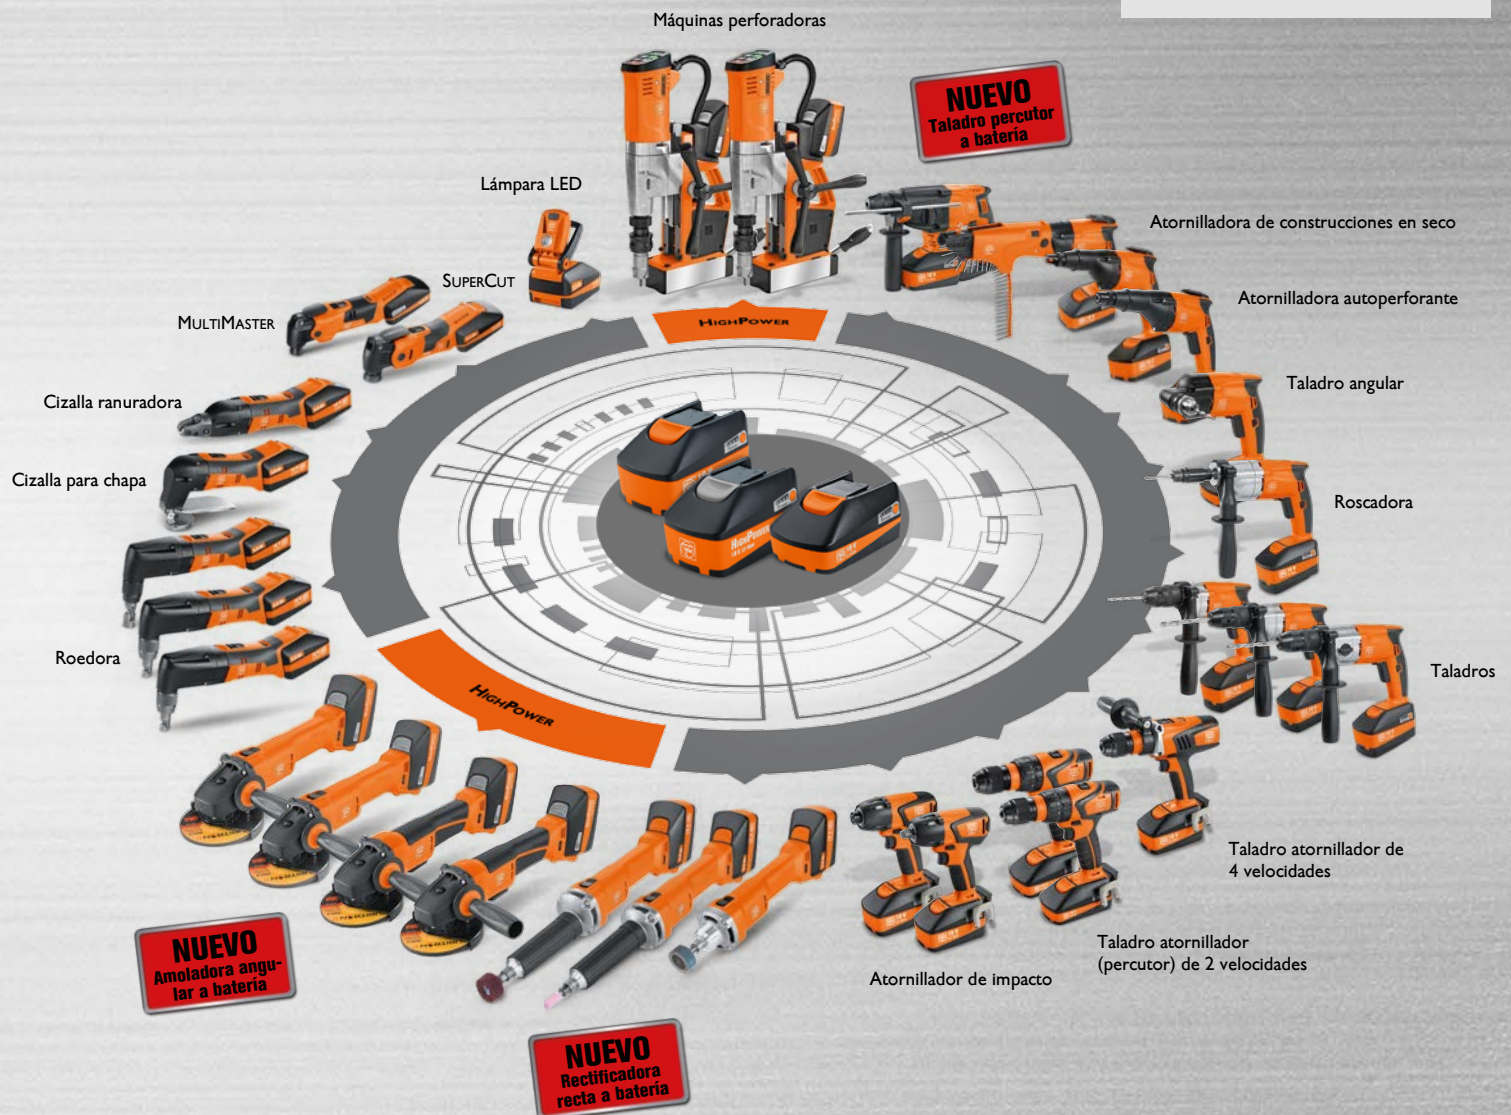 Máquinas perforadoras
NUEVO
Taladro percutor
a batería
Lámpara LED
Atornilladora de construcciones en seco
SUPERCUT
Atornilladora autoperforante
MULTIMASTER
HIGHPOWER
Taladro angular
Cizalla ranuradora
Cizalla para chapa
Roscadora
HIGHPOWER
18 V
Roedora
Taladros
HIGHPOWER
Taladro atornillador de
4 velocidades
Taladro atornillador
(percutor) de 2 velocidades
Atornillador de impacto
NUEVO
Amoladora angu-
lar a batería
NUEVO
Rectificadora
recta a batería